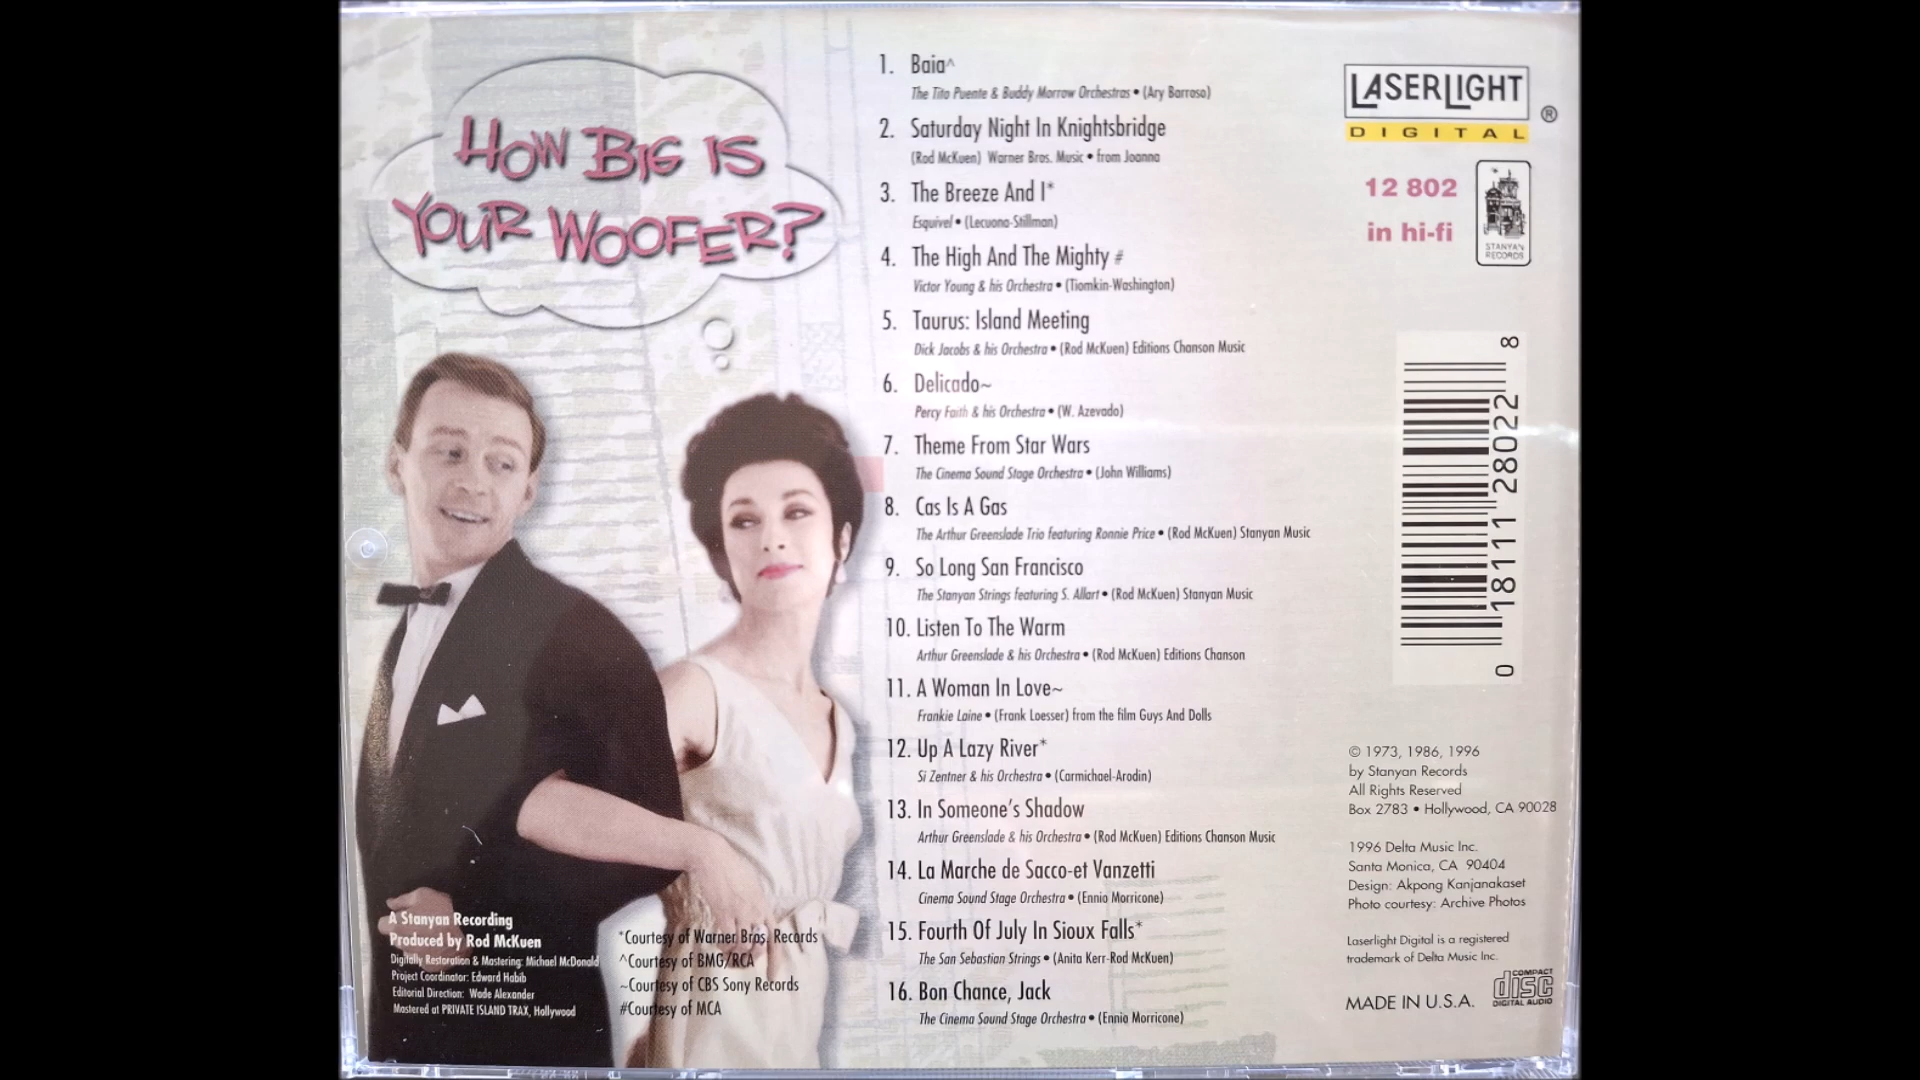 How Big Is
Your Woofer?
1. Baia^
The Tito Puente & Buddy Morrow Orchestras • (Ary Barroso)
2. Saturday Night In Knightsbridge
(Rod McKuen) Warner Bros. Music • from Joanna
3. The Breeze And I*
Esquivel • (Lecuona-Stillman)
4. The High And The Mighty #
Victor Young & his Orchestra • (Tiomkin-Washington)
5. Taurus: Island Meeting
Dick Jacobs & his Orchestra • (Rod McKuen) Editions Chanson Music
6. Delicado~
Percy Faith & his Orchestra • (W. Azevado)
7. Theme From Star Wars
The Cinema Sound Stage Orchestra • (John Williams)
8. Cas Is A Gas
The Arthur Greenslade Trio featuring Ronnie Price • (Rod McKuen) Stanyan Music
9. So Long San Francisco
The Stanyan Strings featuring S. Allart • (Rod McKuen) Stanyan Music
10. Listen To The Warm
Arthur Greenslade & his Orchestra • (Rod McKuen) Editions Chanson
11. A Woman In Love~
Frankie Laine • (Frank Loesser) from the film Guys And Dolls
12. Up A Lazy River*
Si Zentner & his Orchestra • (Carmichael-Arodin)
13. In Someone's Shadow
Arthur Greenslade & his Orchestra • (Rod McKuen) Editions Chanson Music
14. La Marche de Sacco-et Vanzetti
Cinema Sound Stage Orchestra • (Ennio Morricone)
15. Fourth Of July In Sioux Falls*
The San Sebastian Strings • (Anita Kerr-Rod McKuen)
16. Bon Chance, Jack
The Cinema Sound Stage Orchestra • (Ennio Morricone)
LASERLIGHT ®
DIGITAL
12 802
in hi-fi
STANYAN
RECORDS
0 18111 28022 8
© 1973, 1986, 1996
by Stanyan Records
All Rights Reserved
Box 2783 • Hollywood, CA 90028
1996 Delta Music Inc.
Santa Monica, CA 90404
Design: Akpong Kanjanakaset
Photo courtesy: Archive Photos
Laserlight Digital is a registered
trademark of Delta Music Inc.
MADE IN U.S.A.
COMPACT
disc
DIGITAL AUDIO
A Stanyan Recording
Produced by Rod McKuen
Digitally Restoration & Mastering: Michael McDonald
Project Coordinator: Edward Habib
Editorial Direction: Wade Alexander
Mastered at PRIVATE ISLAND TRAX, Hollywood
*Courtesy of Warner Bros. Records
^Courtesy of BMG/RCA
~Courtesy of CBS Sony Records
#Courtesy of MCA